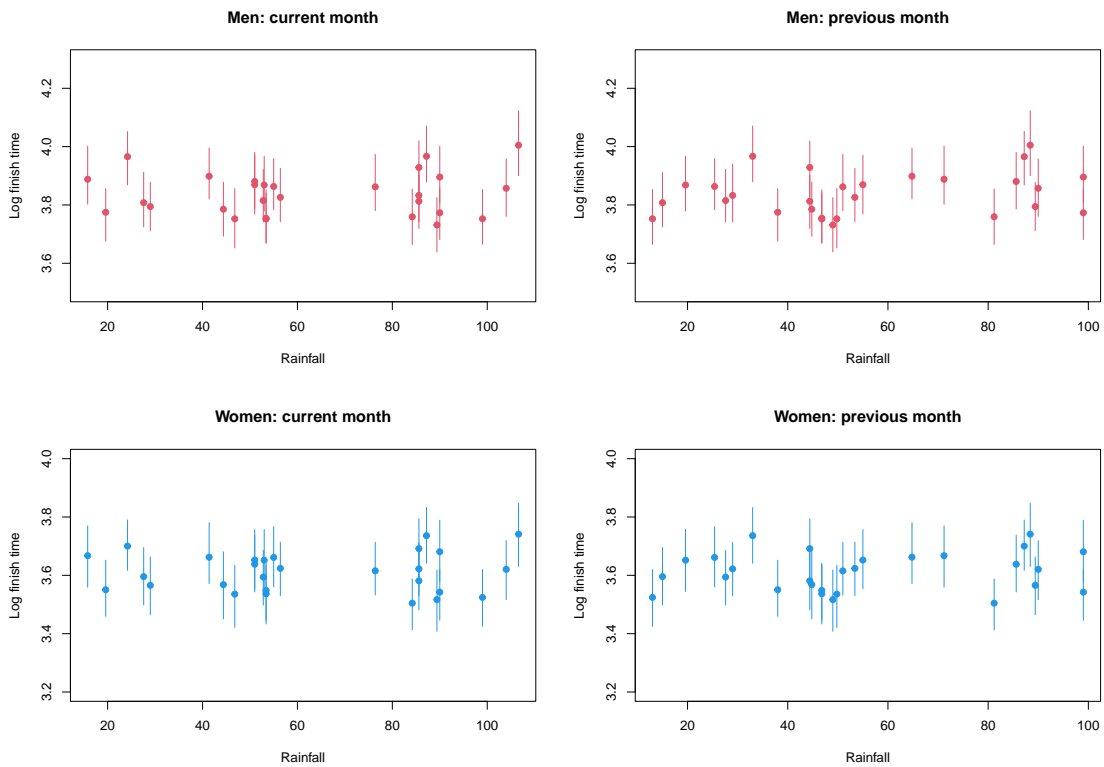 Men: current month
Log finish time
3.6 3.8 4.0 4.2
20 40 60 80 100
Rainfall
Men: previous month
Log finish time
3.6 3.8 4.0 4.2
20 40 60 80 100
Rainfall
Women: current month
Log finish time
3.2 3.4 3.6 3.8 4.0
20 40 60 80 100
Rainfall
Women: previous month
Log finish time
3.2 3.4 3.6 3.8 4.0
20 40 60 80 100
Rainfall